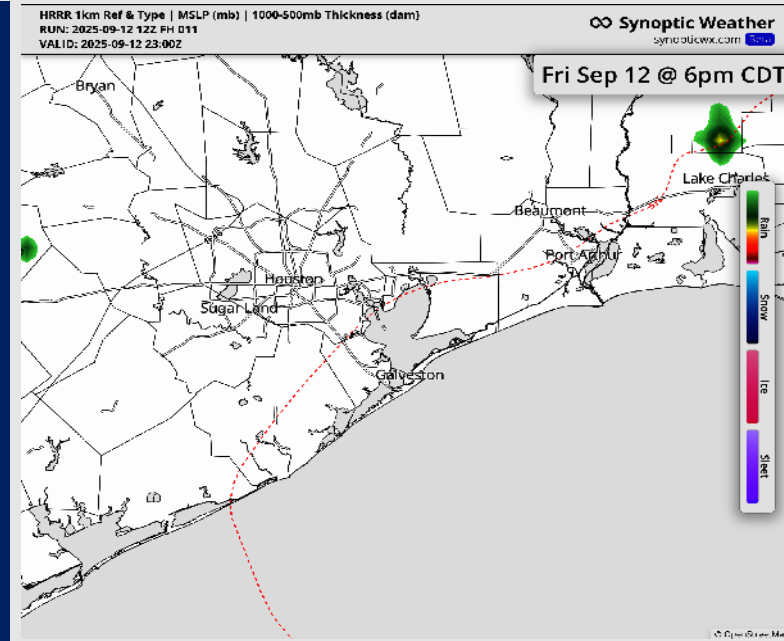 HRRR 1km Ref & Type | MSLP (mb) | 1000-500mb Thickness (dam)
RUN: 2025-09-12 12Z FH 011
VALID: 2025-09-12 23:00Z
Synoptic Weather
synopticwx.com Beta
Fri Sep 12 @ 6pm CDT
Bryan
Lake Charles
Beaumont
Port Arthur
Houston
Sugar Land
Galveston
Rain
Snow
Ice
Sleet
© OpenStreetMa